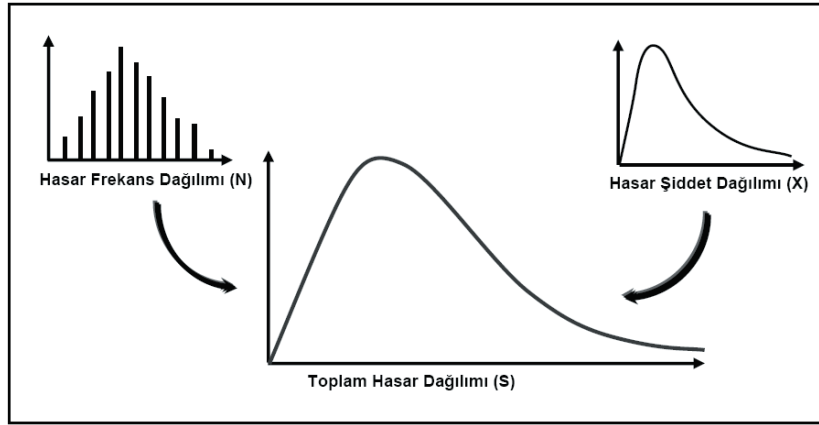 Hasar Frekans Dağılımı (N)
Hasar Şiddet Dağılımı (X)
Toplam Hasar Dağılımı (S)